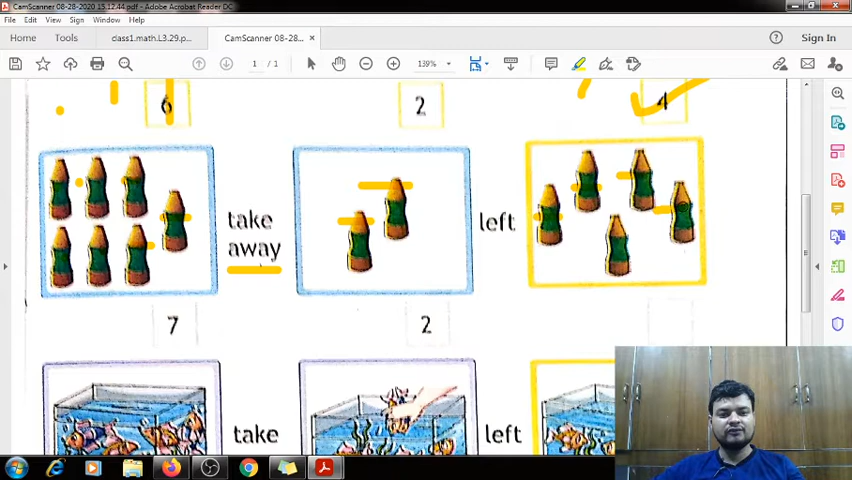 CamScanner 08-28-2020 15.12.44.pdf - Adobe Acrobat Reader DC
File Edit View Sign Window Help
Home Tools class1.math.L3.29.p... CamScanner 08-28... × Sign In
1 / 1 139%
6 2 4
take
away
left
7 2
take
left